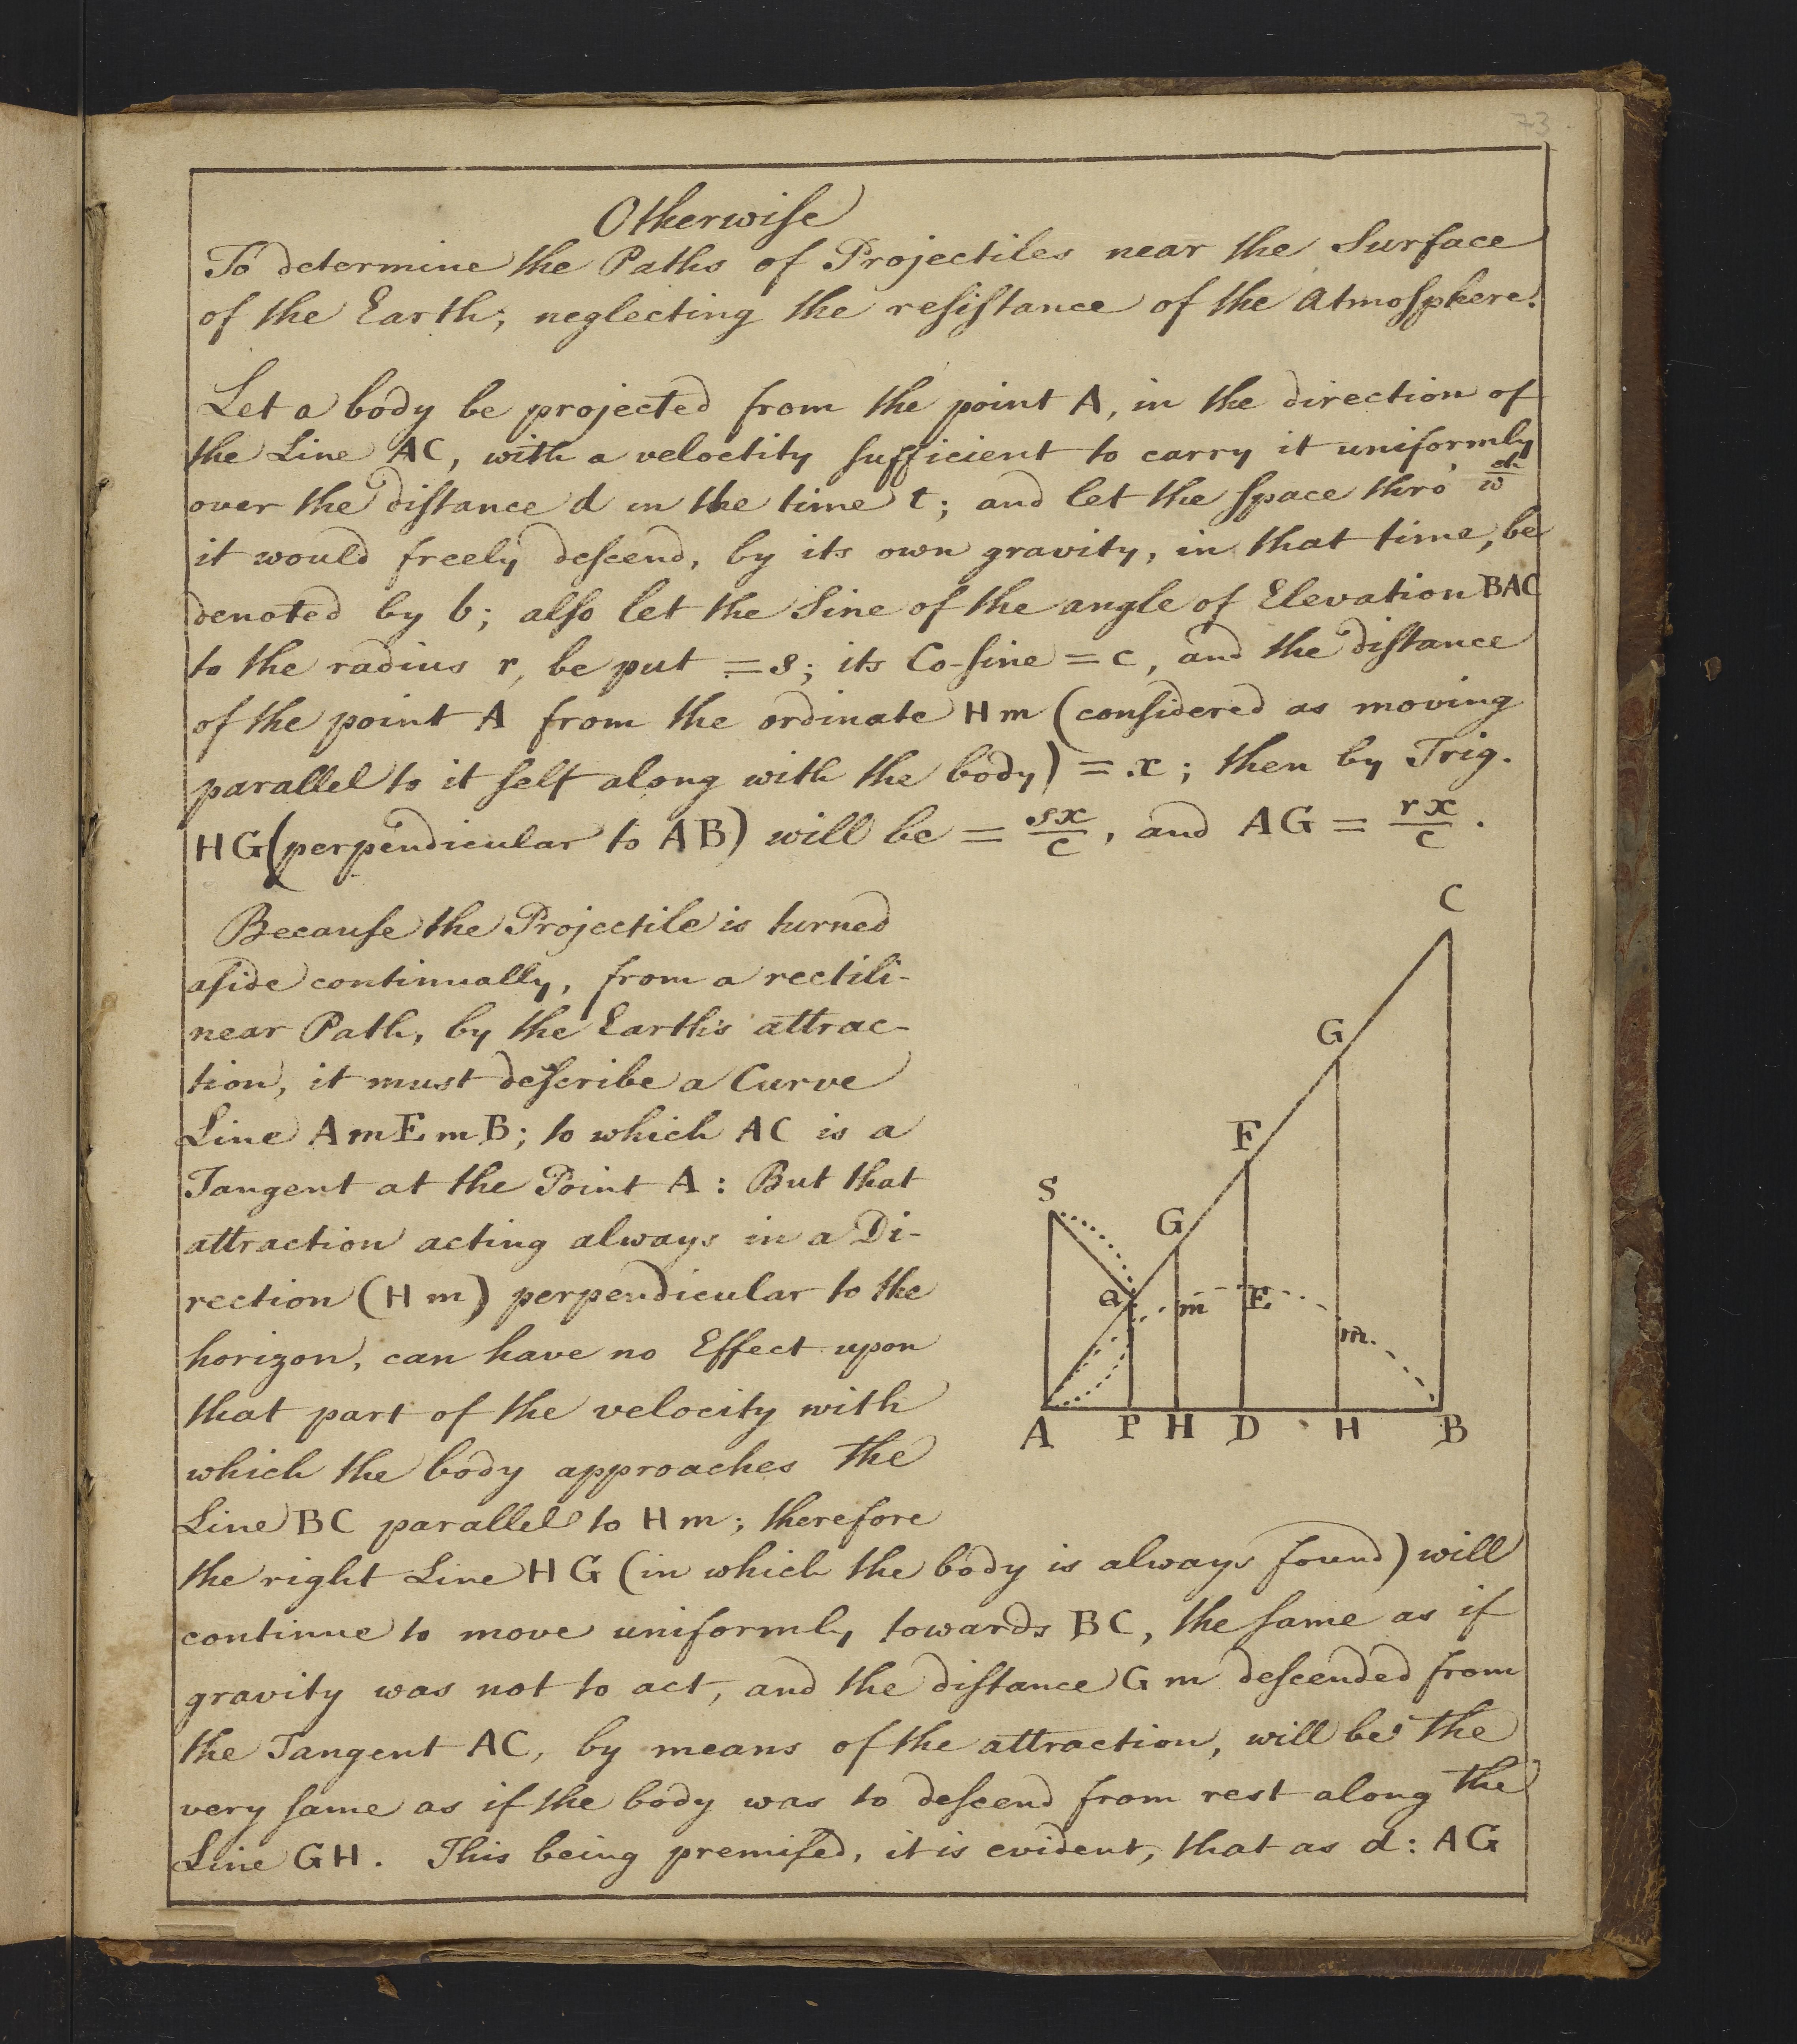 73
Otherwiſe
To determine the Paths of Projectiles near the Surface
of the Earth; neglecting the reſiſtance of the Atmoſphere.
Let a body be projected from the point A, in the direction of
the Line AC, with a veloctity ſufficient to carry it uniformly
over the diſtance d in the time t; and let the ſpace thro' wch
it would freely deſcend, by its own gravity, in that time, be
denoted by b; alſo let the Sine of the angle of Elevation BAC
to the radius r, be put = s; its Co-ſine = c, and the diſtance
of the point A from the ordinate Hm (conſidered as moving
parallel to it ſelf along with the body) = x; then by Trig.
HG (perpendicular to AB) will be = sx/c, and AG = rx/c.
Becauſe the Projectile is turned
aſide continually, from a rectili-
near Path, by the Earth's attrac-
tion, it must deſcribe a Curve
Line AmEmB; to which AC is a
Tangent at the Point A: But that
attraction acting always in a Di-
rection (Hm) perpendicular to the
horizon, can have no Effect upon
that part of the velocity with
which the body approaches the
Line BC parallel to Hm; therefore
C
G
F
S
G
a
m
E
m.
A P H D H B
the right Line HG (in which the body is always found) will
continue to move uniformly towards BC, the ſame as if
gravity was not to act, and the diſtance Gm deſcended from
the Tangent AC, by means of the attraction, will be the
very ſame as if the body was to deſcend from rest along the
Line GH. This being premiſed, it is evident, that as d: AG